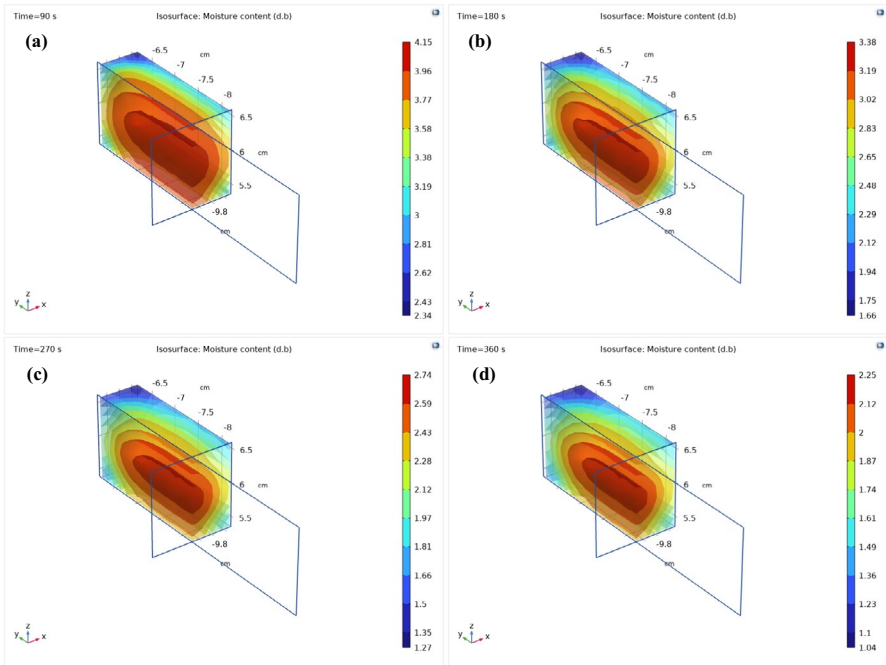 Time=90 s Isosurface: Moisture content (d.b)
(a)
-6.5
cm
-7
-7.5
-8
6.5
6 cm
5.5
-9.8
cm
4.15
3.96
3.77
3.58
3.38
3.19
3
2.81
2.62
2.43
2.34
z
y x
Time=180 s Isosurface: Moisture content (d.b)
(b)
-6.5
cm
-7
-7.5
-8
6.5
6 cm
5.5
-9.8
cm
3.38
3.19
3.02
2.83
2.65
2.48
2.29
2.12
1.94
1.75
1.66
z
y x
Time=270 s Isosurface: Moisture content (d.b)
(c)
-6.5
cm
-7
-7.5
-8
6.5
6 cm
5.5
-9.8
cm
2.74
2.59
2.43
2.28
2.12
1.97
1.81
1.66
1.5
1.35
1.27
z
y x
Time=360 s Isosurface: Moisture content (d.b)
(d)
-6.5
cm
-7
-7.5
-8
6.5
6 cm
5.5
-9.8
cm
2.25
2.12
2
1.87
1.74
1.61
1.49
1.36
1.23
1.1
1.04
z
y x